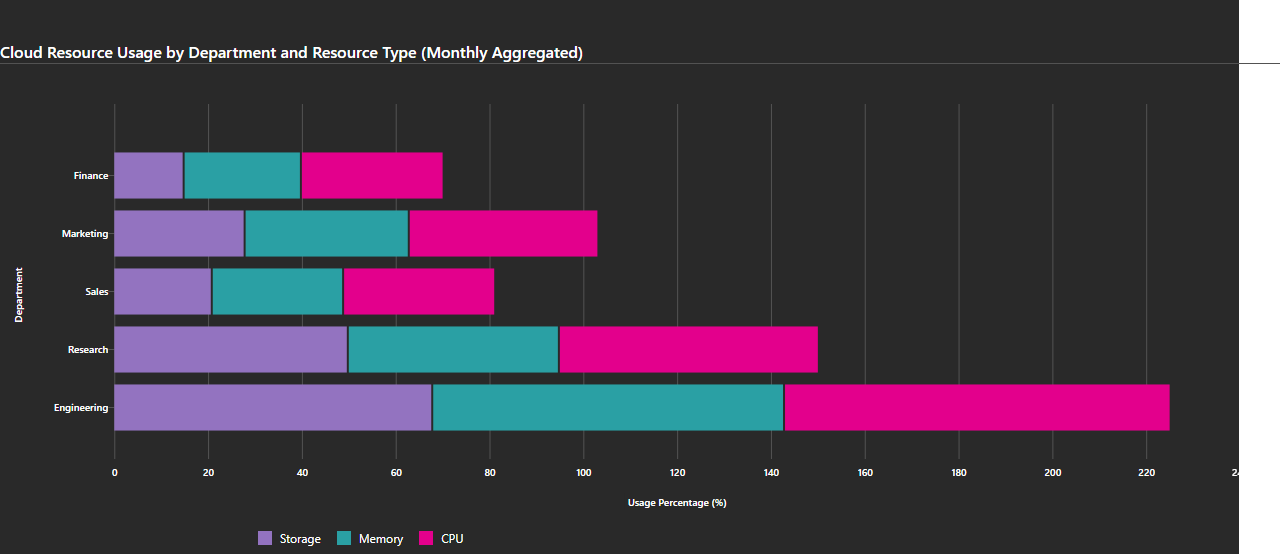 Cloud Resource Usage by Department and Resource Type (Monthly Aggregated)
Finance
Marketing
Sales
Research
Engineering
Department
0 20 40 60 80 100 120 140 160 180 200 220
Usage Percentage (%)
Storage Memory CPU